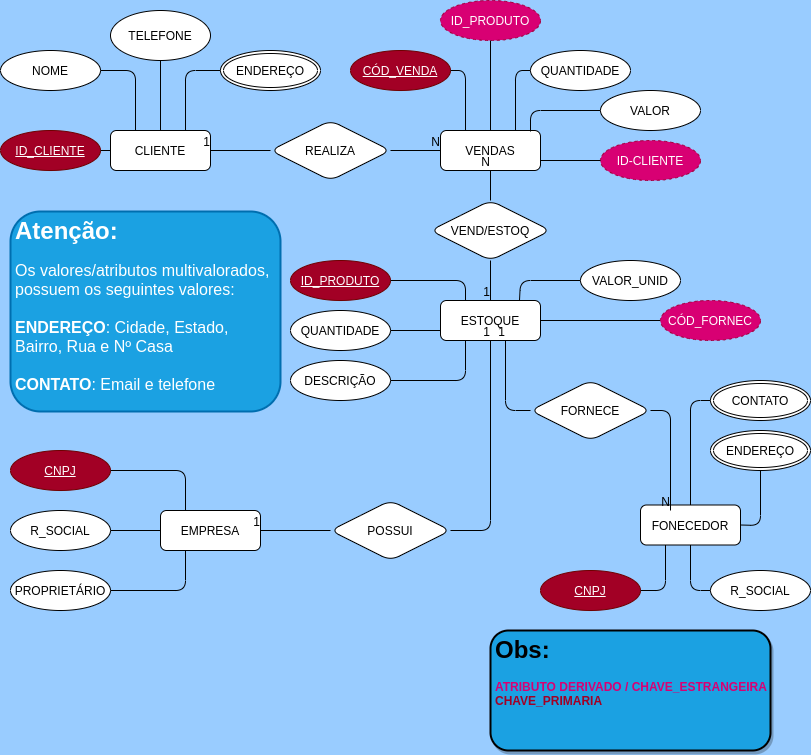 ID_PRODUTO
TELEFONE
NOME
ENDEREÇO
CÓD_VENDA
QUANTIDADE
VALOR
ID_CLIENTE
CLIENTE
1
REALIZA
N
VENDAS
N
ID-CLIENTE
Atenção:
Os valores/atributos multivalorados,
possuem os seguintes valores:
ENDEREÇO: Cidade, Estado,
Bairro, Rua e Nº Casa
CONTATO: Email e telefone
VEND/ESTOQ
ID_PRODUTO
1
VALOR_UNID
QUANTIDADE
ESTOQUE
1
1
CÓD_FORNEC
DESCRIÇÃO
FORNECE
CONTATO
ENDEREÇO
CNPJ
R_SOCIAL
EMPRESA
1
POSSUI
N
FONECEDOR
PROPRIETÁRIO
CNPJ
R_SOCIAL
Obs:
ATRIBUTO DERIVADO / CHAVE_ESTRANGEIRA
CHAVE_PRIMARIA